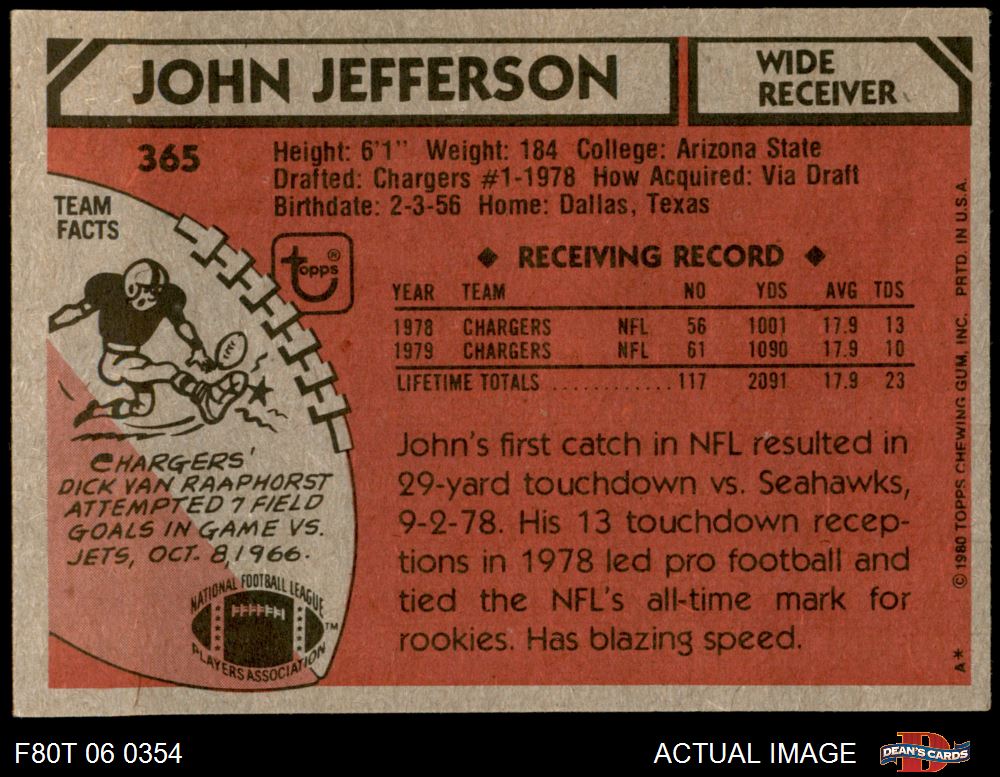 JOHN JEFFERSON
WIDE
RECEIVER
365
Height: 6'1" Weight: 184 College: Arizona State
Drafted: Chargers #1-1978 How Acquired: Via Draft
Birthdate: 2-3-56 Home: Dallas, Texas
TEAM
FACTS
topps ®
◆ RECEIVING RECORD ◆
YEAR TEAM NO YDS AVG TDS
1978 CHARGERS NFL 56 1001 17.9 13
1979 CHARGERS NFL 61 1090 17.9 10
LIFETIME TOTALS ............ 117 2091 17.9 23
CHARGERS'
DICK VAN RAAPHORST
ATTEMPTED 7 FIELD
GOALS IN GAME VS.
JETS, OCT. 8, 1966.
John's first catch in NFL resulted in
29-yard touchdown vs. Seahawks,
9-2-78. His 13 touchdown recep-
tions in 1978 led pro football and
tied the NFL's all-time mark for
rookies. Has blazing speed.
NATIONAL FOOTBALL LEAGUE
PLAYERS ASSOCIATION
TM
A* © 1980 TOPPS CHEWING GUM, INC. PRTD. IN U.S.A.
F80T 06 0354
ACTUAL IMAGE
DEAN'S CARDS